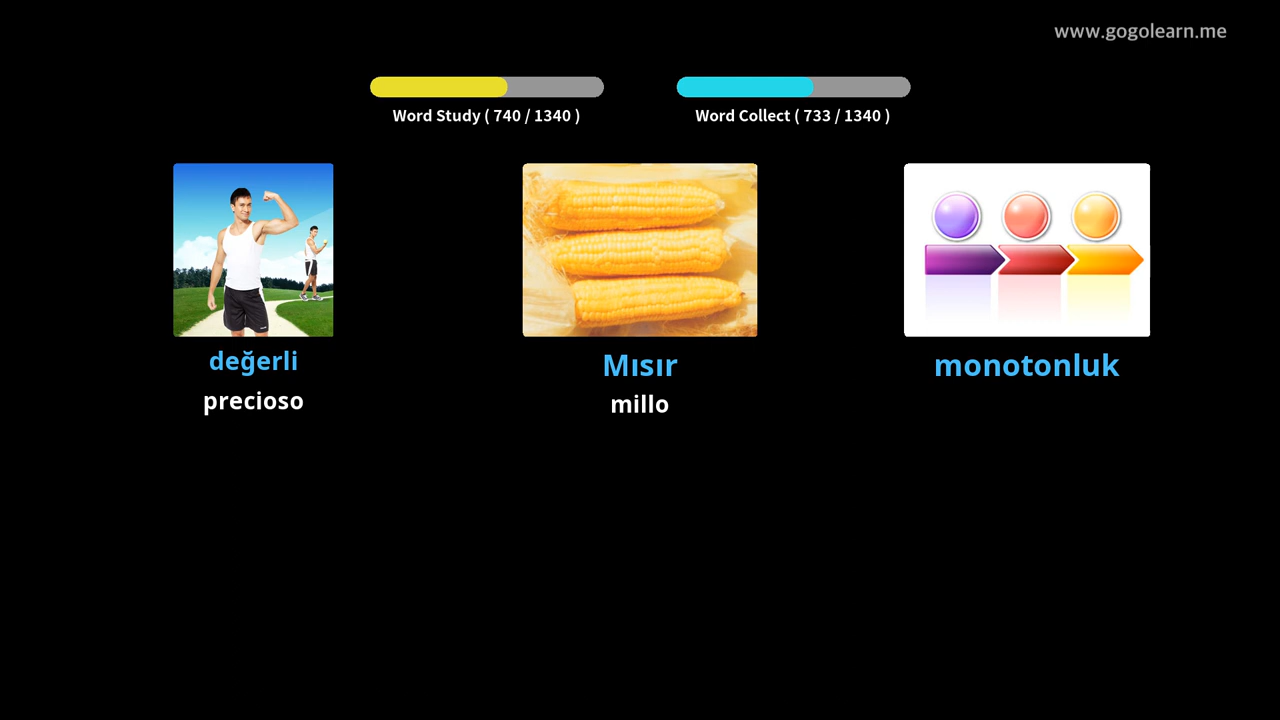 www.gogolearn.me
Word Study ( 740 / 1340 )
Word Collect ( 733 / 1340 )
değerli
precioso
Mısır
millo
monotonluk